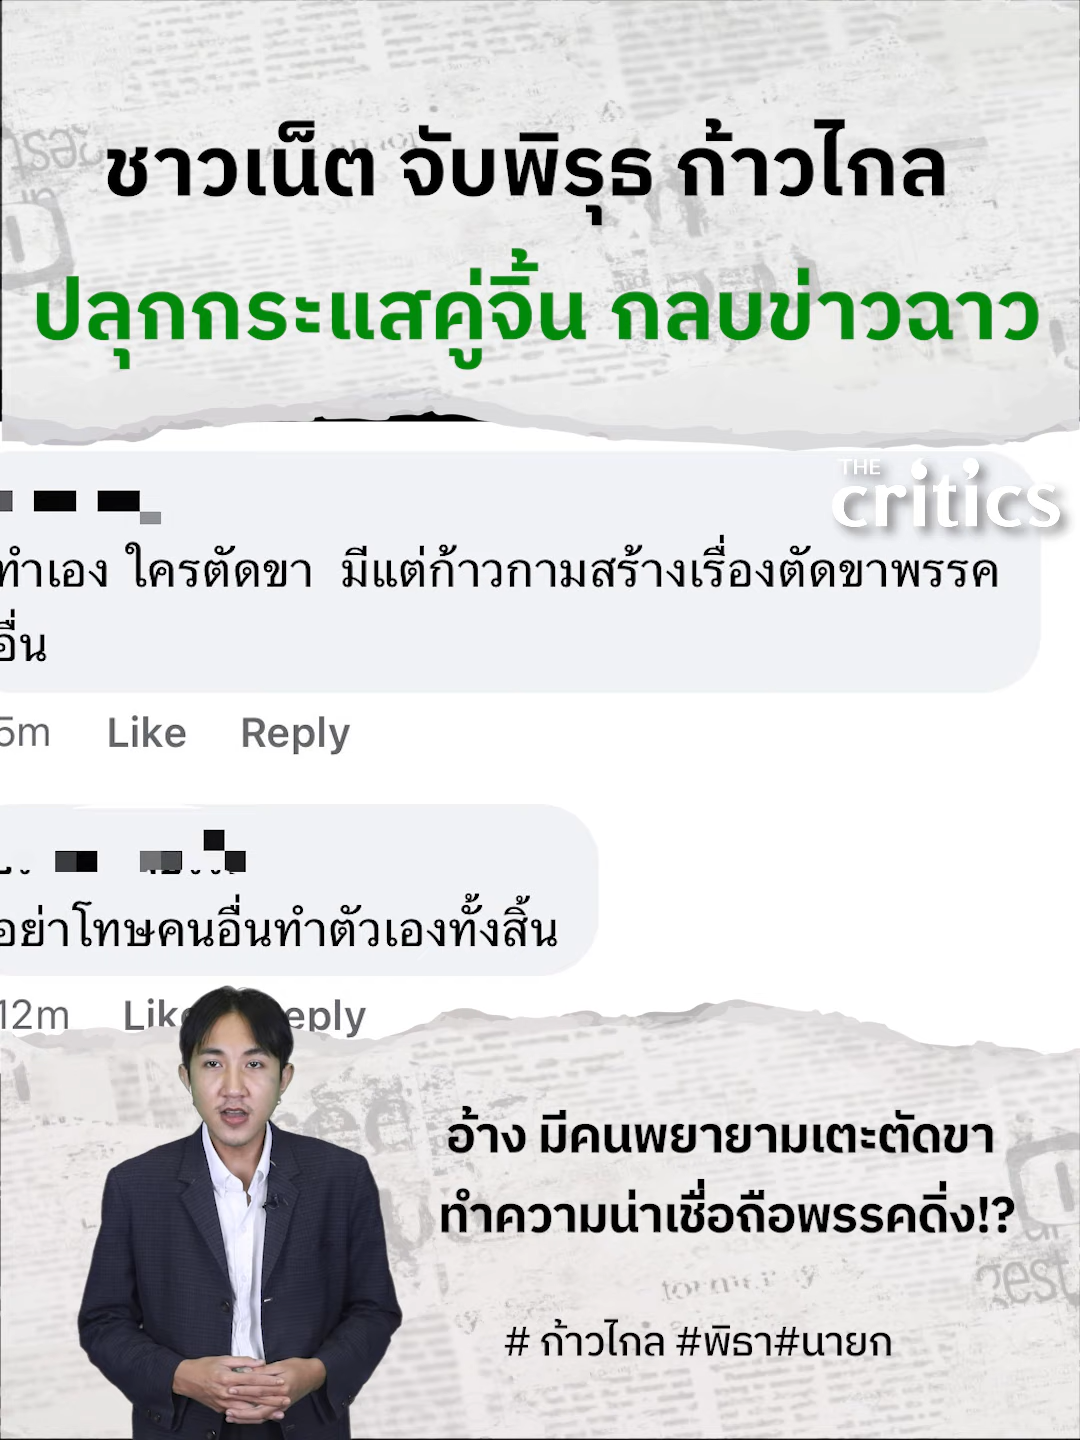 ชาวเน็ต จับพิรุธ ก้าวไกล
ปลุกกระแสคู่จิ้น กลบข่าวฉาว
THE
critics
ทำเอง ใครตัดขา มีแต่ก้าวกามสร้างเรื่องตัดขาพรรค
อื่น
5m Like Reply
อย่าโทษคนอื่นทำตัวเองทั้งสิ้น
12m Like Reply
อ้าง มีคนพยายามเตะตัดขา
ทำความน่าเชื่อถือพรรคดิ่ง!?
# ก้าวไกล #พิธา#นายก